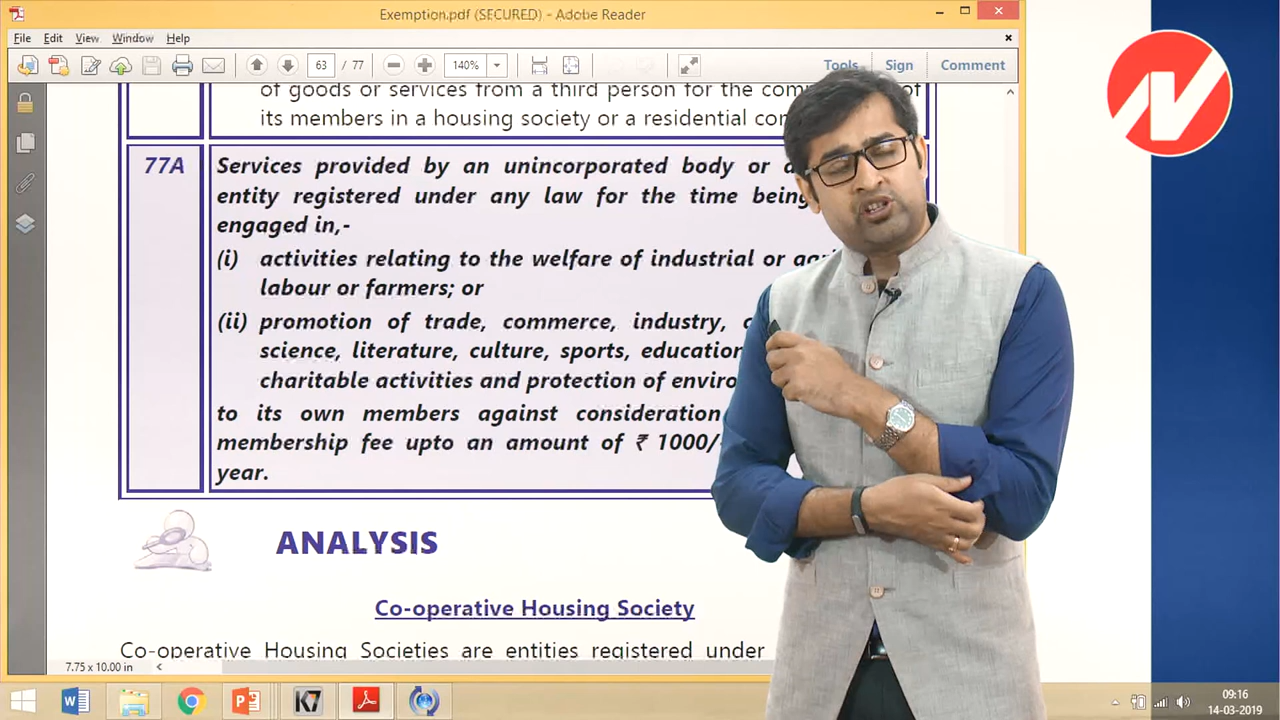 Exemption.pdf (SECURED) - Adobe Reader
File Edit View Window Help
63 / 77 140% Tools Sign Comment
of goods or services from a third person for the of
its members in a housing society or a residential
77A
Services provided by an unincorporated body or a
entity registered under any law for the time being
engaged in,-
(i) activities relating to the welfare of industrial or
labour or farmers; or
(ii) promotion of trade, commerce, industry,
science, literature, culture, sports, education
charitable activities and protection of
to its own members against consideration
membership fee upto an amount of ₹ 1000/-
year.
ANALYSIS
Co-operative Housing Society
Co-operative Housing Societies are entities registered under
7.75 x 10.00 in
K7
09:16
14-03-2019